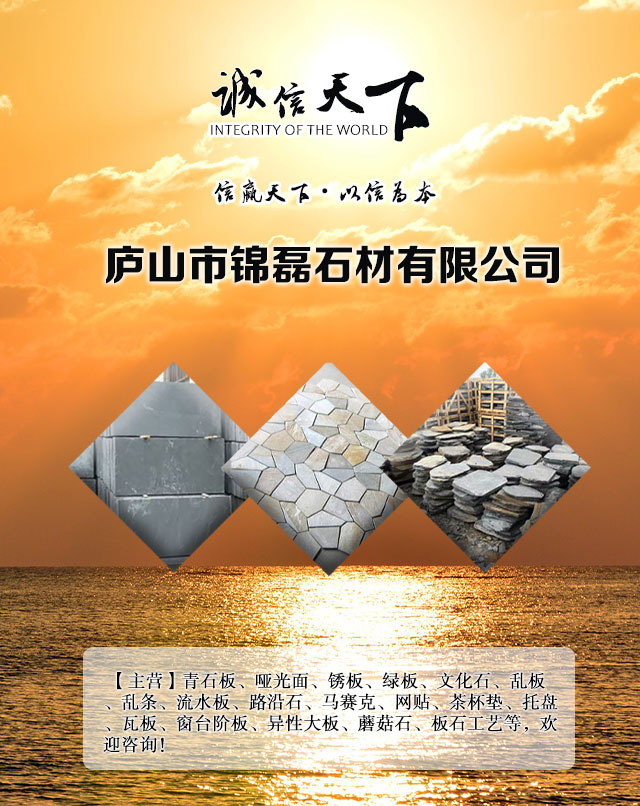 诚信天下
INTEGRITY OF THE WORLD
信赢天下·以信为本
庐山市锦磊石材有限公司
【主营】青石板、哑光面、锈板、绿板、文化石、乱板
、乱条、流水板、路沿石、马赛克、网贴、茶杯垫、托盘
、瓦板、窗台阶板、异性大板、蘑菇石、板石工艺等，欢
迎咨询！